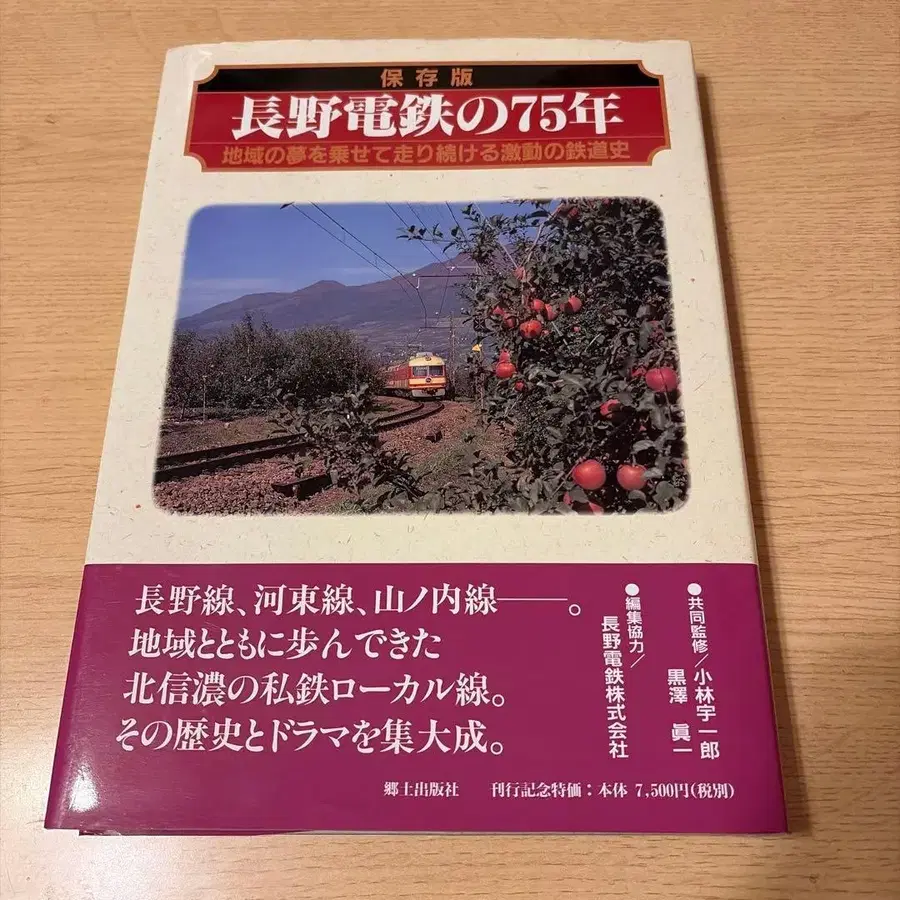 保存版
長野電鉄の75年
地域の夢を乗せて走り続ける激動の鉄道史
長野線、河東線、山ノ内線――。
地域とともに歩んできた
北信濃の私鉄ローカル線。
その歴史とドラマを集大成。
●共同監修/小林宇一郎
黒澤 眞一
●編集協力/
長野電鉄株式会社
郷土出版社 刊行記念特価：本体 7,500円(税別)